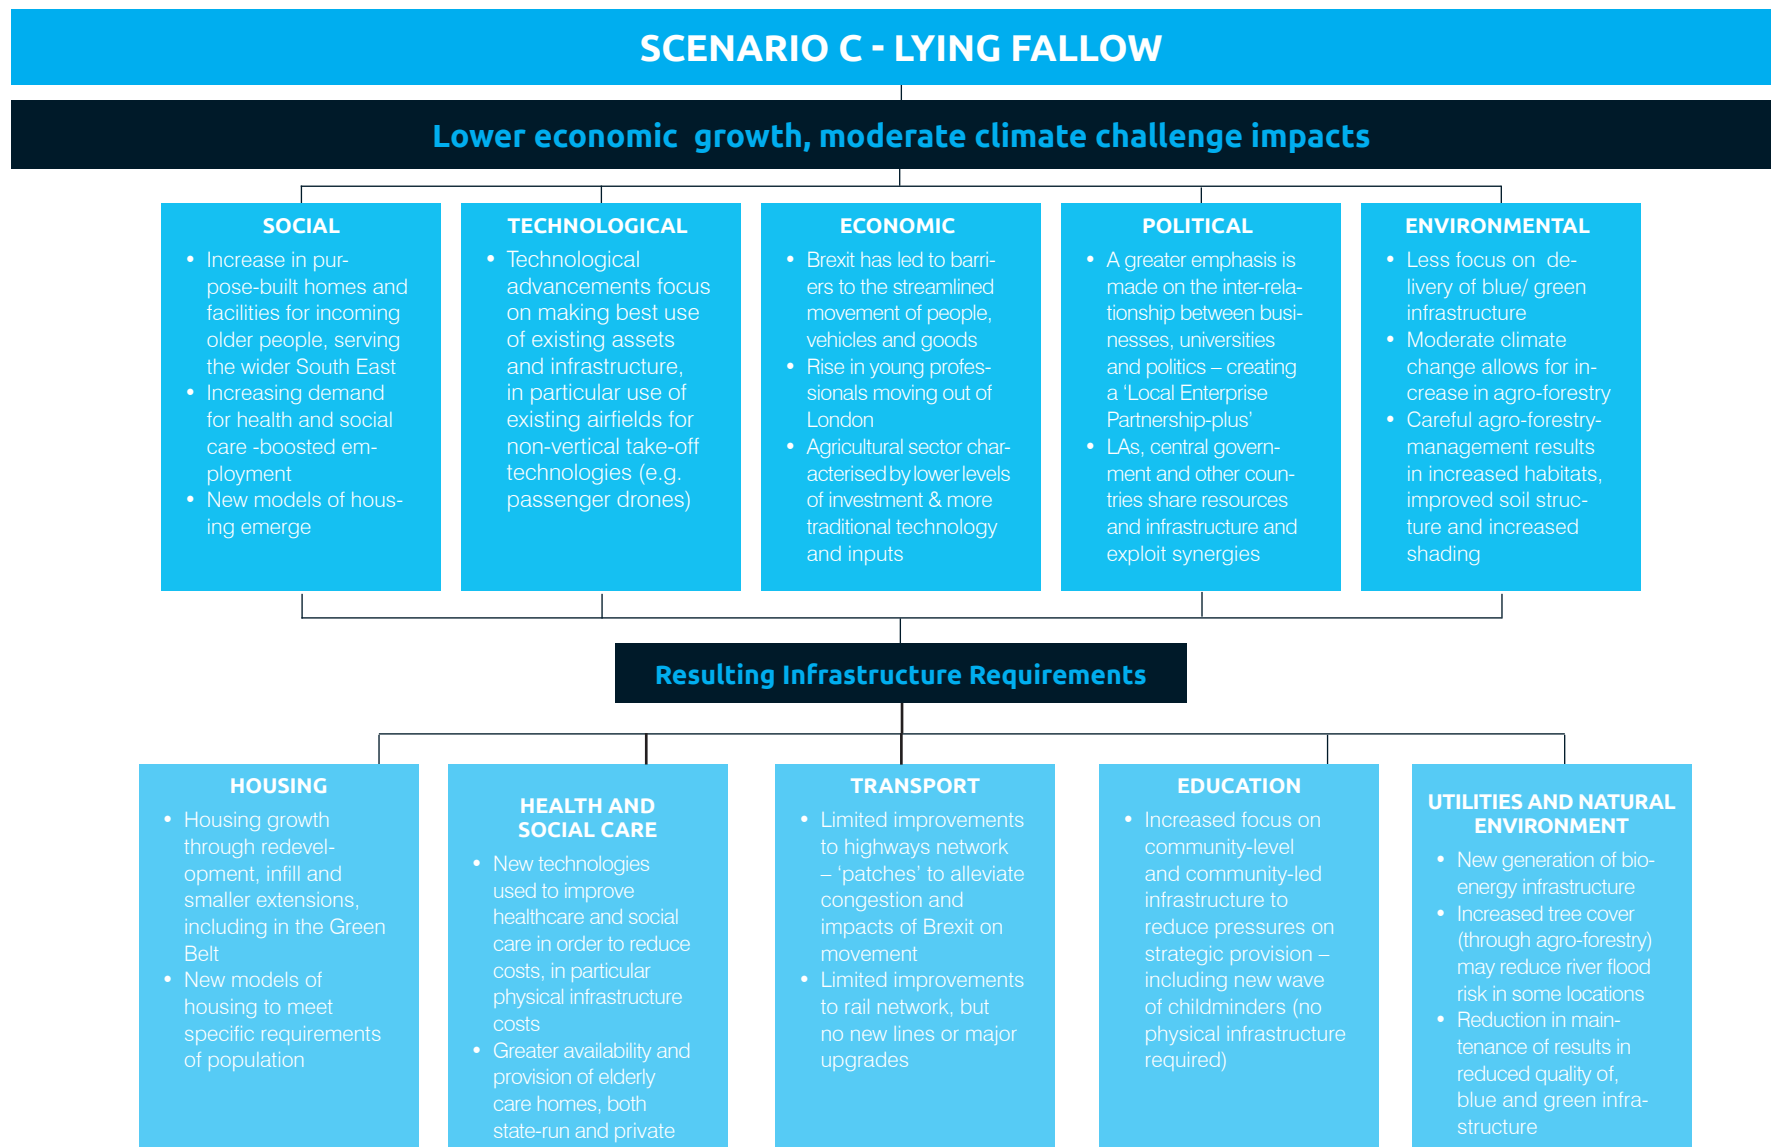 SCENARIO C - LYING FALLOW
Lower economic growth, moderate climate challenge impacts
SOCIAL
• Increase in pur-
pose-built homes and
facilities for incoming
older people, serving
the wider South East
• Increasing demand
for health and social
care -boosted em-
ployment
• New models of hous-
ing emerge
TECHNOLOGICAL
• Technological
advancements focus
on making best use
of existing assets
and infrastructure,
in particular use of
existing airfields for
non-vertical take-off
technologies (e.g.
passenger drones)
ECONOMIC
• Brexit has led to barri-
ers to the streamlined
movement of people,
vehicles and goods
• Rise in young profes-
sionals moving out of
London
• Agricultural sector char-
acterised by lower levels
of investment & more
traditional technology
and inputs
POLITICAL
• A greater emphasis is
made on the inter-rela-
tionship between busi-
nesses, universities
and politics – creating
a ‘Local Enterprise
Partnership-plus’
• LAs, central govern-
ment and other coun-
tries share resources
and infrastructure and
exploit synergies
ENVIRONMENTAL
• Less focus on de-
livery of blue/ green
infrastructure
• Moderate climate
change allows for in-
crease in agro-forestry
• Careful agro-forestry-
management results
in increased habitats,
improved soil struc-
ture and increased
shading
Resulting Infrastructure Requirements
HOUSING
• Housing growth
through redevel-
opment, infill and
smaller extensions,
including in the Green
Belt
• New models of
housing to meet
specific requirements
of population
HEALTH AND
SOCIAL CARE
• New technologies
used to improve
healthcare and social
care in order to reduce
costs, in particular
physical infrastructure
costs
• Greater availability and
provision of elderly
care homes, both
state-run and private
TRANSPORT
• Limited improvements
to highways network
– ‘patches’ to alleviate
congestion and
impacts of Brexit on
movement
• Limited improvements
to rail network, but
no new lines or major
upgrades
EDUCATION
• Increased focus on
community-level
and community-led
infrastructure to
reduce pressures on
strategic provision –
including new wave
of childminders (no
physical infrastructure
required)
UTILITIES AND NATURAL
ENVIRONMENT
• New generation of bio-
energy infrastructure
• Increased tree cover
(through agro-forestry)
may reduce river flood
risk in some locations
• Reduction in main-
tenance of results in
reduced quality of,
blue and green infra-
structure